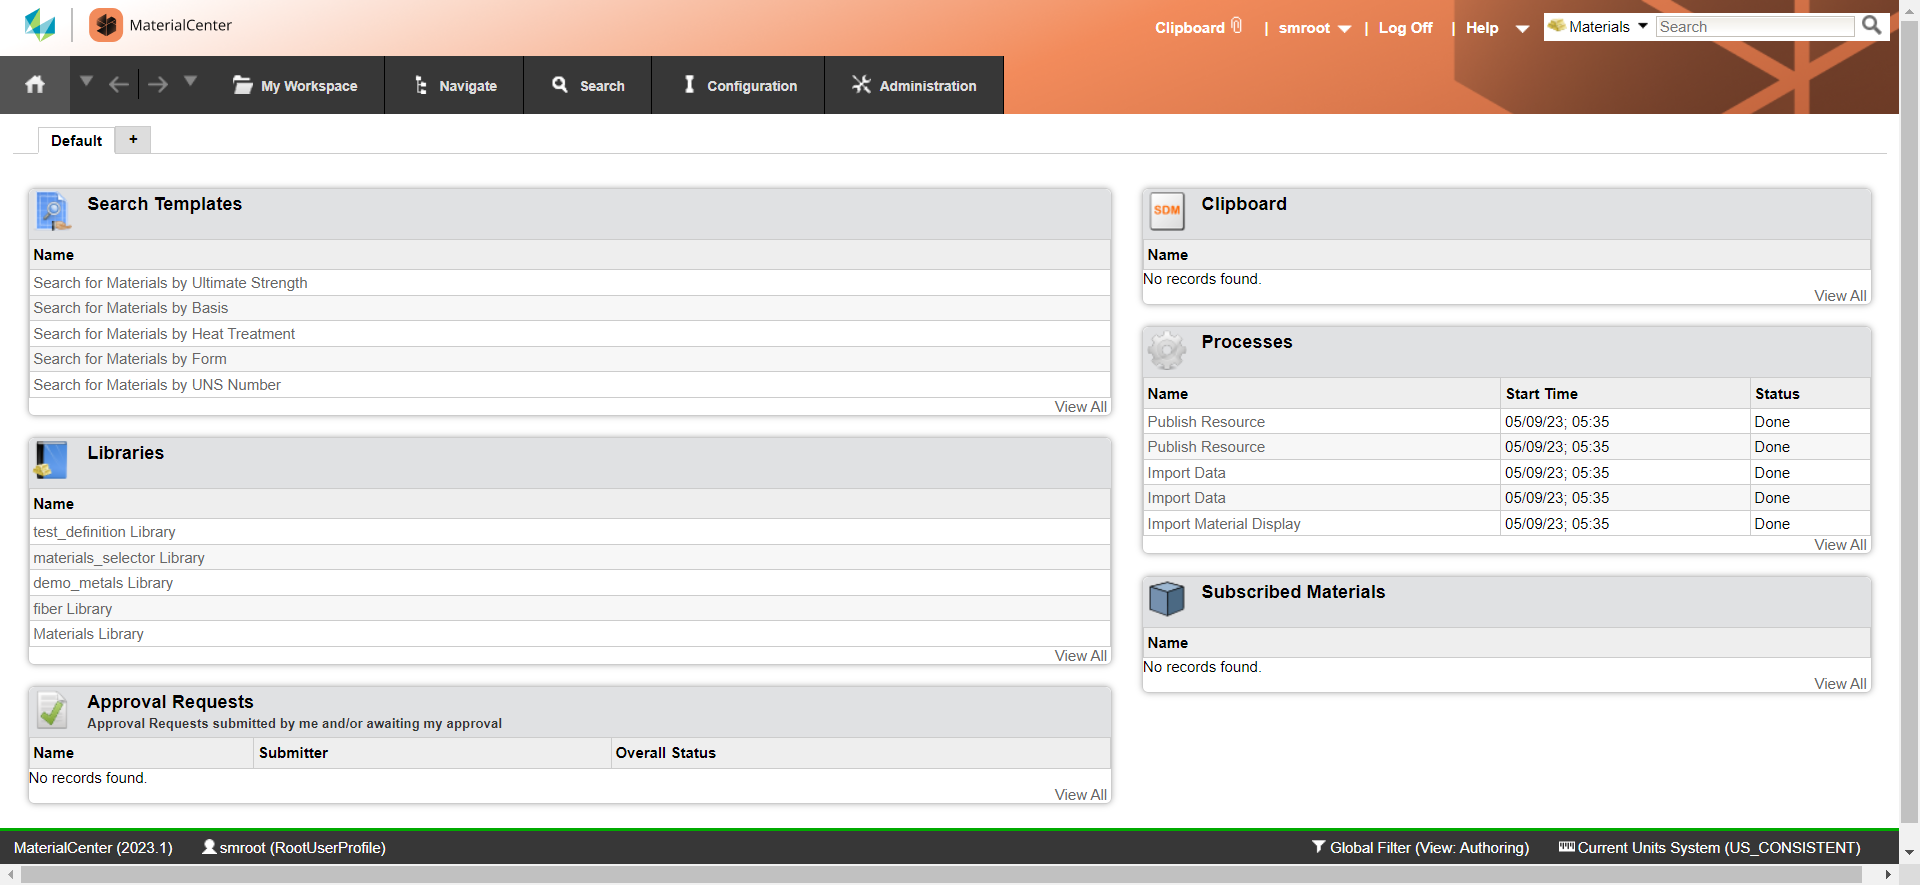 MaterialCenter
Clipboard | smroot | Log Off | Help
Materials Search
My Workspace Navigate Search Configuration Administration
Default +
Search Templates
Name
Search for Materials by Ultimate Strength
Search for Materials by Basis
Search for Materials by Heat Treatment
Search for Materials by Form
Search for Materials by UNS Number
View All
Libraries
Name
test_definition Library
materials_selector Library
demo_metals Library
fiber Library
Materials Library
View All
Approval Requests
Approval Requests submitted by me and/or awaiting my approval
Name Submitter Overall Status
No records found.
View All
SDM
Clipboard
Name
No records found.
View All
Processes
Name Start Time Status
Publish Resource 05/09/23; 05:35 Done
Publish Resource 05/09/23; 05:35 Done
Import Data 05/09/23; 05:35 Done
Import Data 05/09/23; 05:35 Done
Import Material Display 05/09/23; 05:35 Done
View All
Subscribed Materials
Name
No records found.
View All
MaterialCenter (2023.1) smroot (RootUserProfile) Global Filter (View: Authoring) Current Units System (US_CONSISTENT)